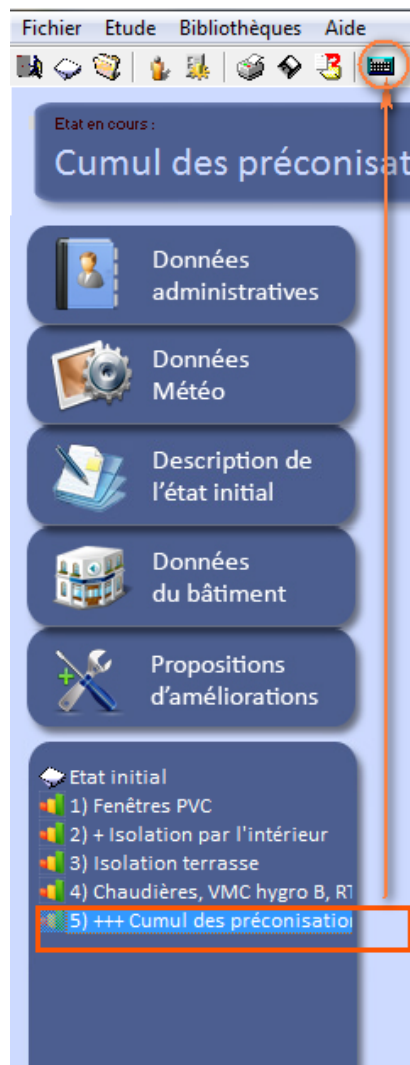 Fichier Etude Bibliothèques Aide
Etat en cours :
Cumul des préconisat
Données
administratives
Données
Météo
Description de
l'état initial
Données
du bâtiment
Propositions
d'améliorations
Etat initial
1) Fenêtres PVC
2) + Isolation par l'intérieur
3) Isolation terrasse
4) Chaudières, VMC hygro B, RT
5) +++ Cumul des préconisation